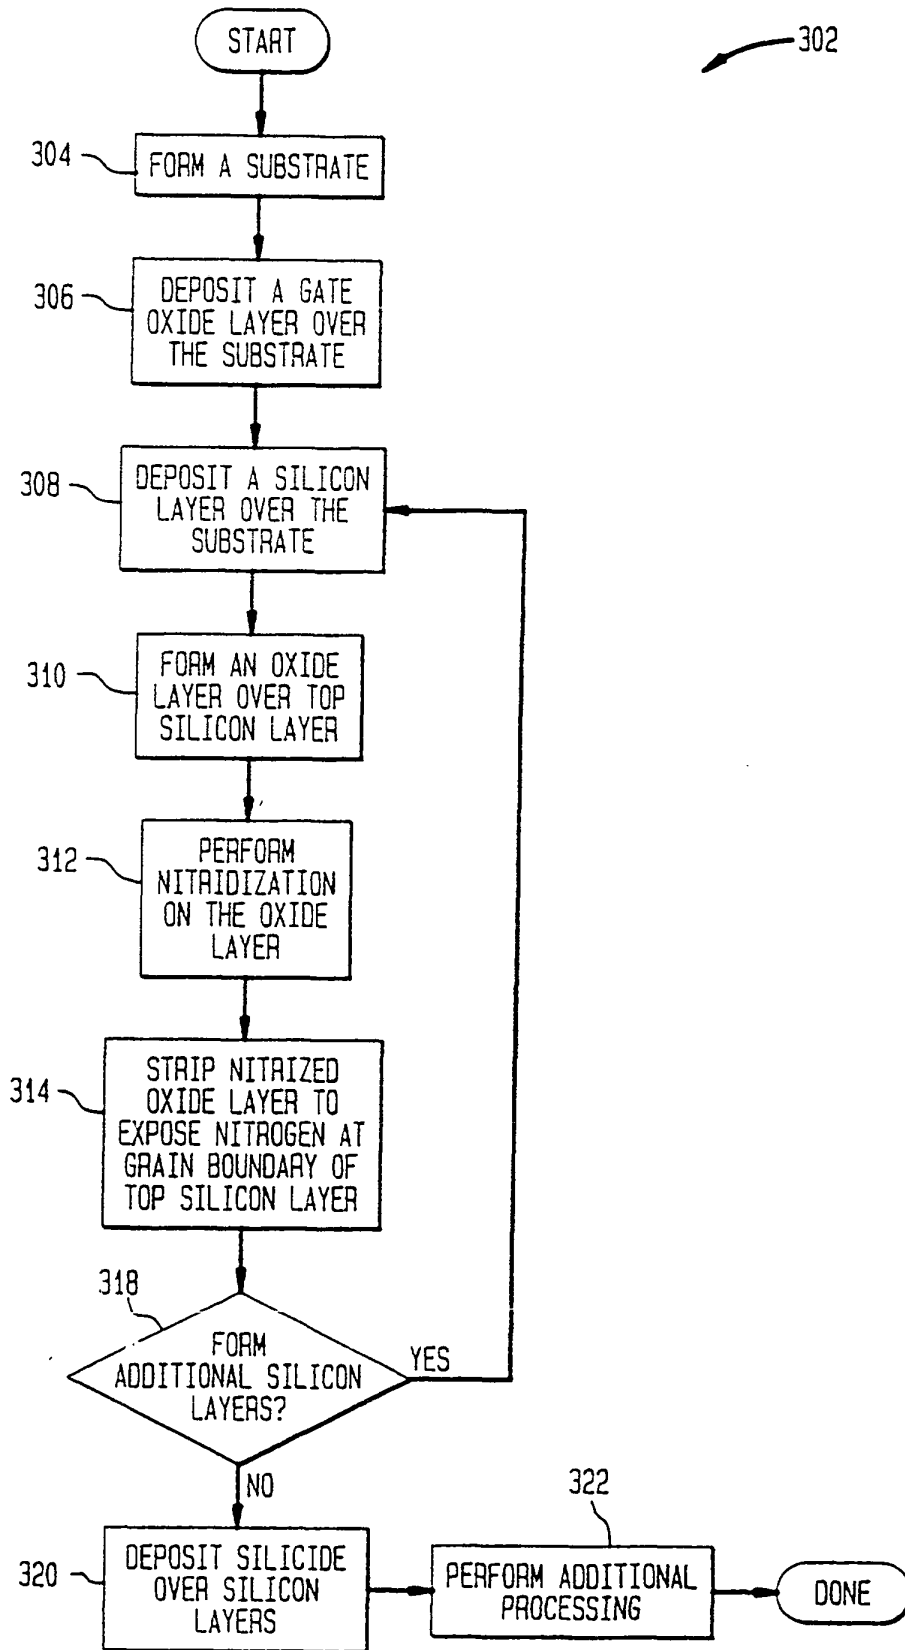 START
302
304
FORM A SUBSTRATE
306
DEPOSIT A GATE
OXIDE LAYER OVER
THE SUBSTRATE
308
DEPOSIT A SILICON
LAYER OVER THE
SUBSTRATE
310
FORM AN OXIDE
LAYER OVER TOP
SILICON LAYER
312
PERFORM
NITRIDIZATION
ON THE OXIDE
LAYER
314
STRIP NITRIZED
OXIDE LAYER TO
EXPOSE NITROGEN AT
GRAIN BOUNDARY OF
TOP SILICON LAYER
318
FORM
ADDITIONAL SILICON
LAYERS?
YES
NO
320
DEPOSIT SILICIDE
OVER SILICON
LAYERS
322
PERFORM ADDITIONAL
PROCESSING
DONE